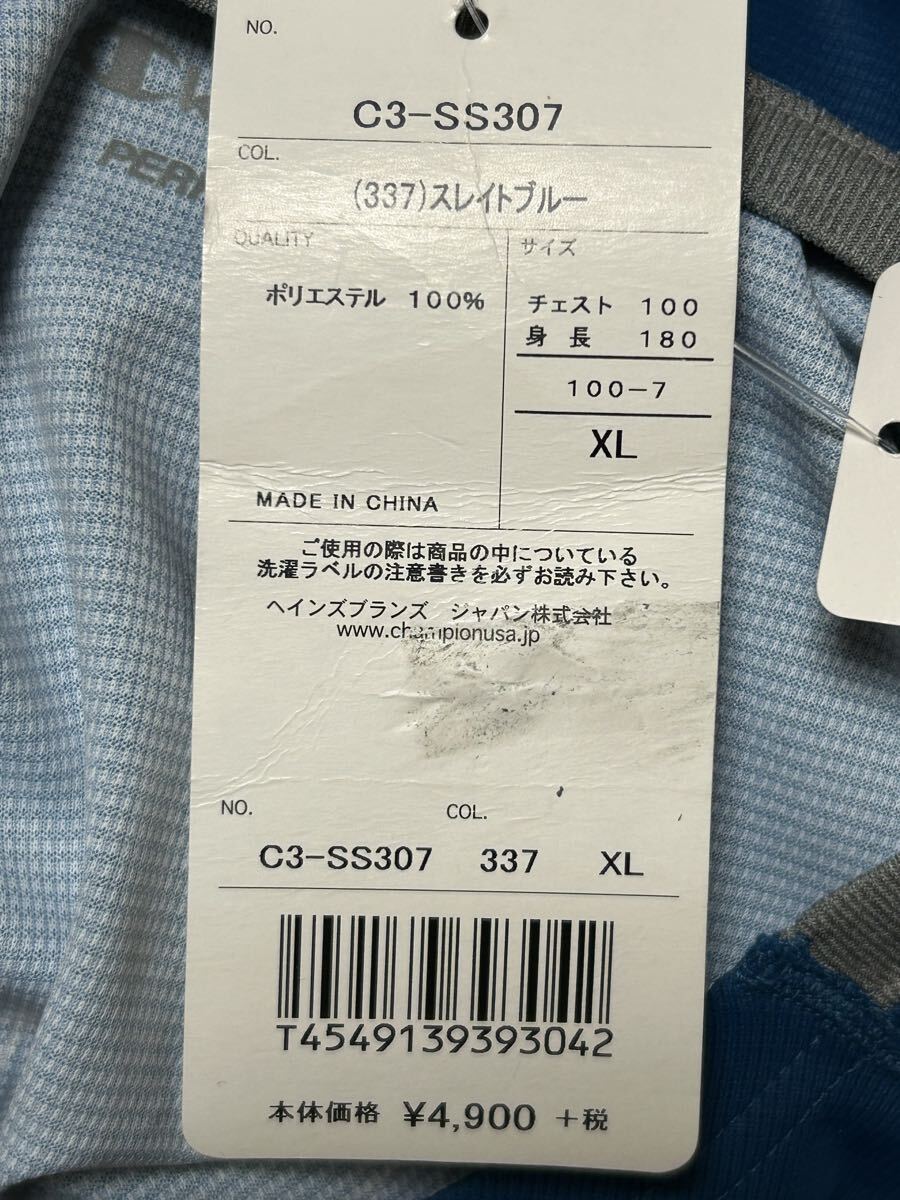 NO.
C3-SS307
COL.
(337)スレイトブルー
QUALITY
ポリエステル 100%
MADE IN CHINA
サイズ
チェスト 100
身長 180
100-7
XL
ご使用の際は商品の中についている
洗濯ラベルの注意書きを必ずお読み下さい。
ヘインズブランズ ジャパン株式会社
www.championusa.jp
NO. COL.
C3-SS307 337 XL
T4549139393042
本体価格 ¥4,900 +税